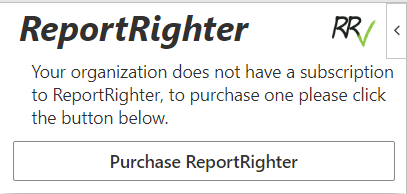 ReportRighter RR
Your organization does not have a subscription
to ReportRighter, to purchase one please click
the button below.
Purchase ReportRighter